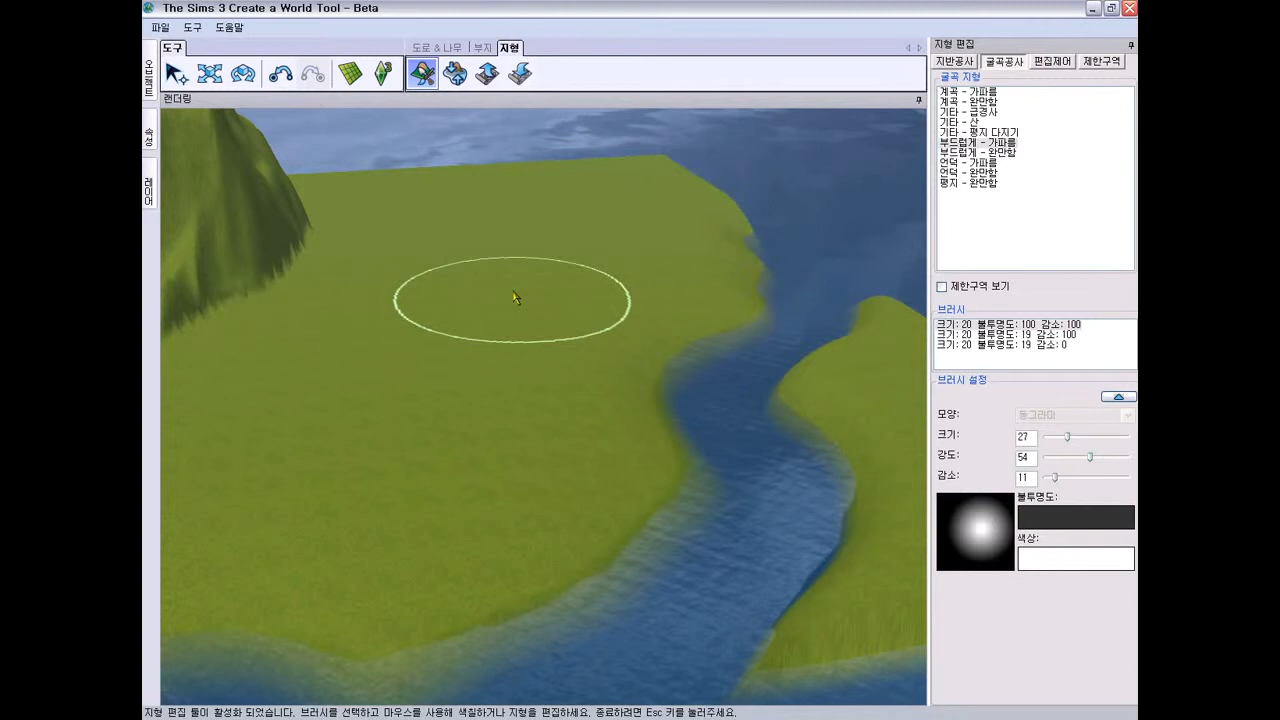 The Sims 3 Create a World Tool - Beta
파일 도구 도움말
도구
도로 & 나무 부지 지형
오브젝트
속성
레이어
렌더링
지형 편집
지반공사 굴곡공사 편집제어 제한구역
굴곡 지형
계곡 - 가파름
계곡 - 완만함
기타 - 급경사
기타 - 산
기타 - 평지 다지기
부드럽게 - 가파름
부드럽게 - 완만함
언덕 - 가파름
언덕 - 완만함
평지 - 완만함
제한구역 보기
브러시
크기: 20 불투명도: 100 감소: 100
크기: 20 불투명도: 19 감소: 100
크기: 20 불투명도: 19 감소: 0
브러시 설정
모양: 동그라미
크기: 27
강도: 54
감소: 11
불투명도:
색상:
지형 편집 툴이 활성화 되었습니다. 브러시를 선택하고 마우스를 사용해 색칠하거나 지형을 편집하세요. 종료하려면 Esc 키를 눌러주세요.